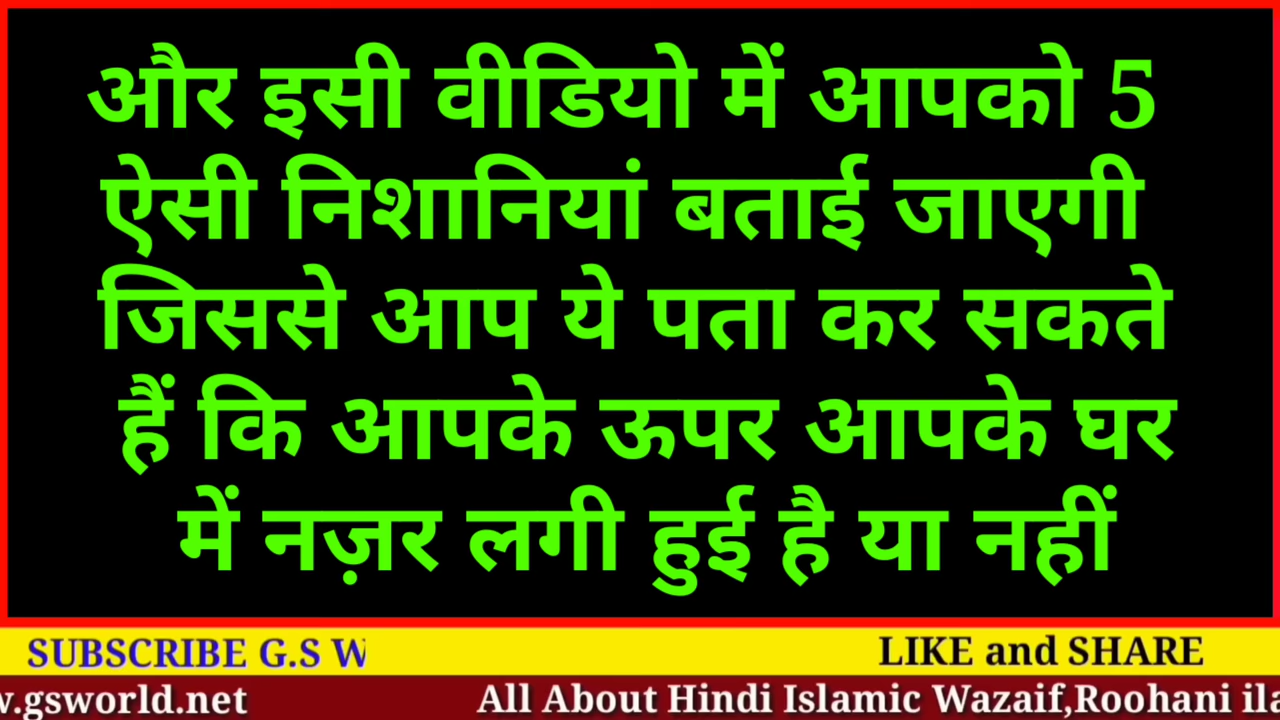 और इसी वीडियो में आपको 5
ऐसी निशानियां बताई जाएगी
जिससे आप ये पता कर सकते
हैं कि आपके ऊपर आपके घर
में नज़र लगी हुई है या नहीं
SUBSCRIBE G.S W
LIKE and SHARE
w.gsworld.net
All About Hindi Islamic Wazaif,Roohani ila